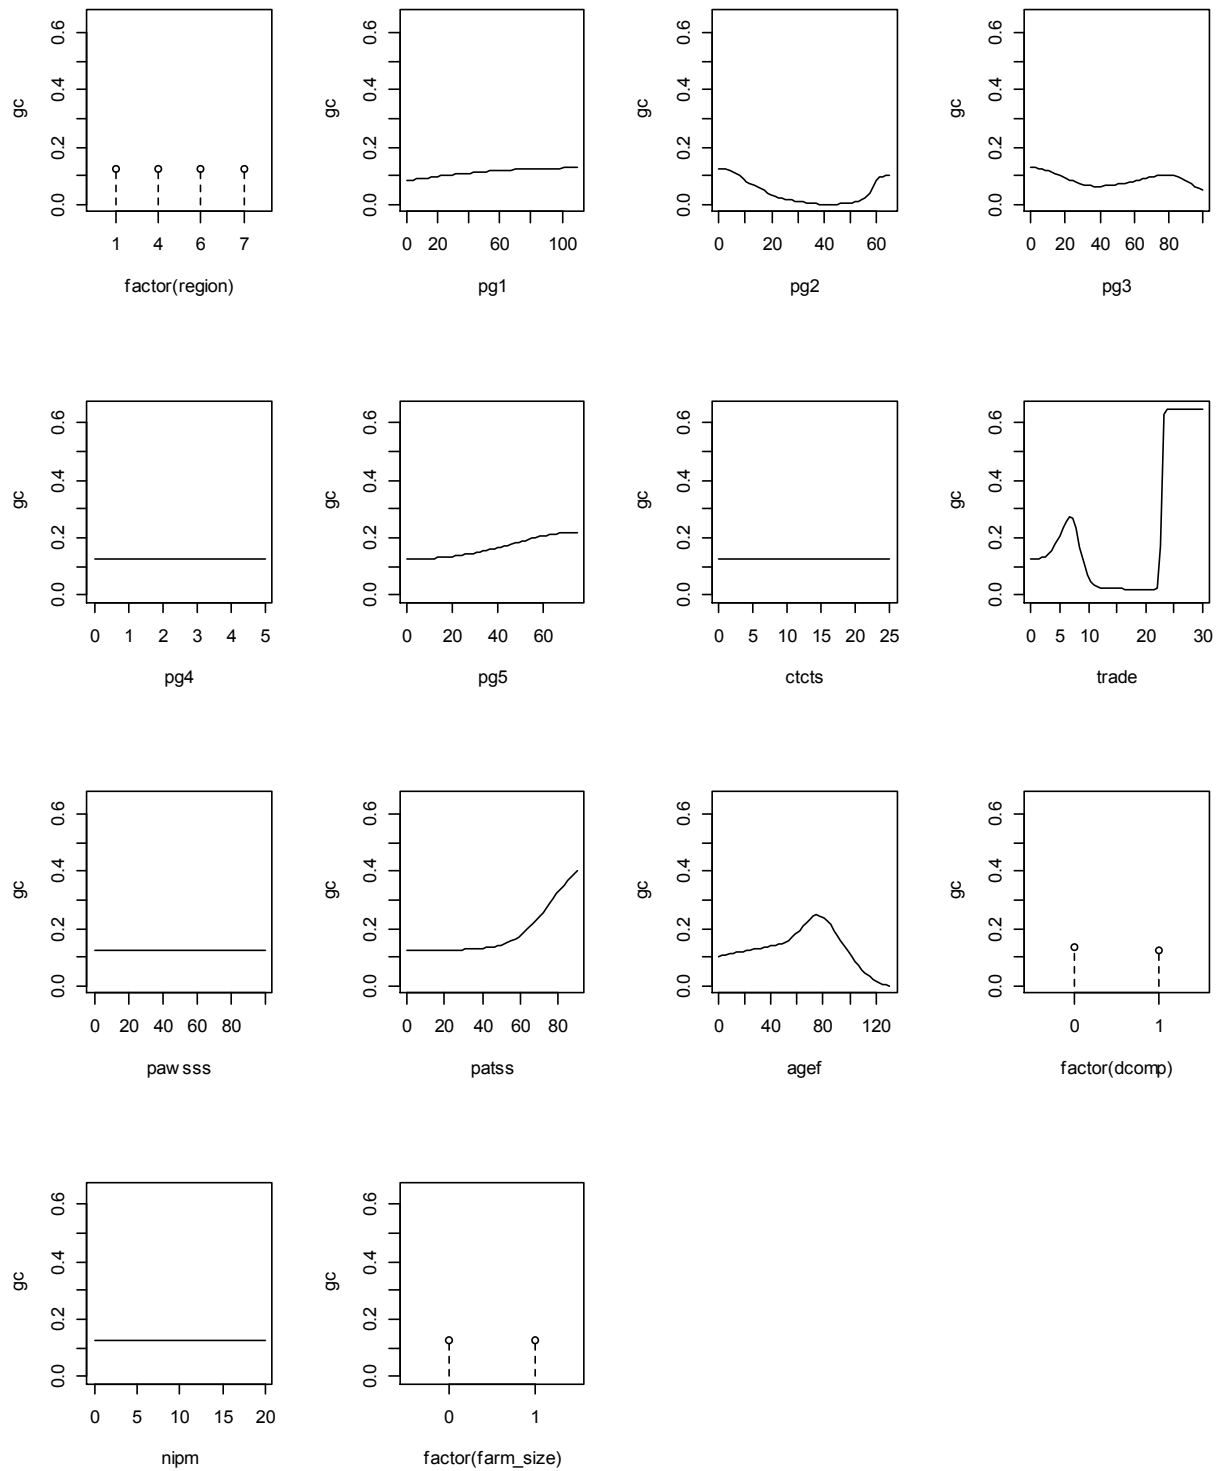 gc
0.0 0.2 0.4 0.6
1 4 6 7
factor(region)
gc
0.0 0.2 0.4 0.6
0 20 60 100
pg1
gc
0.0 0.2 0.4 0.6
0 20 40 60
pg2
gc
0.0 0.2 0.4 0.6
0 20 40 60 80
pg3
gc
0.0 0.2 0.4 0.6
0 1 2 3 4 5
pg4
gc
0.0 0.2 0.4 0.6
0 20 40 60
pg5
gc
0.0 0.2 0.4 0.6
0 5 10 15 20 25
ctcts
gc
0.0 0.2 0.4 0.6
0 5 10 20 30
trade
gc
0.0 0.2 0.4 0.6
0 20 40 60 80
pawsss
gc
0.0 0.2 0.4 0.6
0 20 40 60 80
patss
gc
0.0 0.2 0.4 0.6
0 40 80 120
agef
gc
0.0 0.2 0.4 0.6
0 1
factor(dcomp)
gc
0.0 0.2 0.4 0.6
0 5 10 15 20
nipm
gc
0.0 0.2 0.4 0.6
0 1
factor(farm_size)